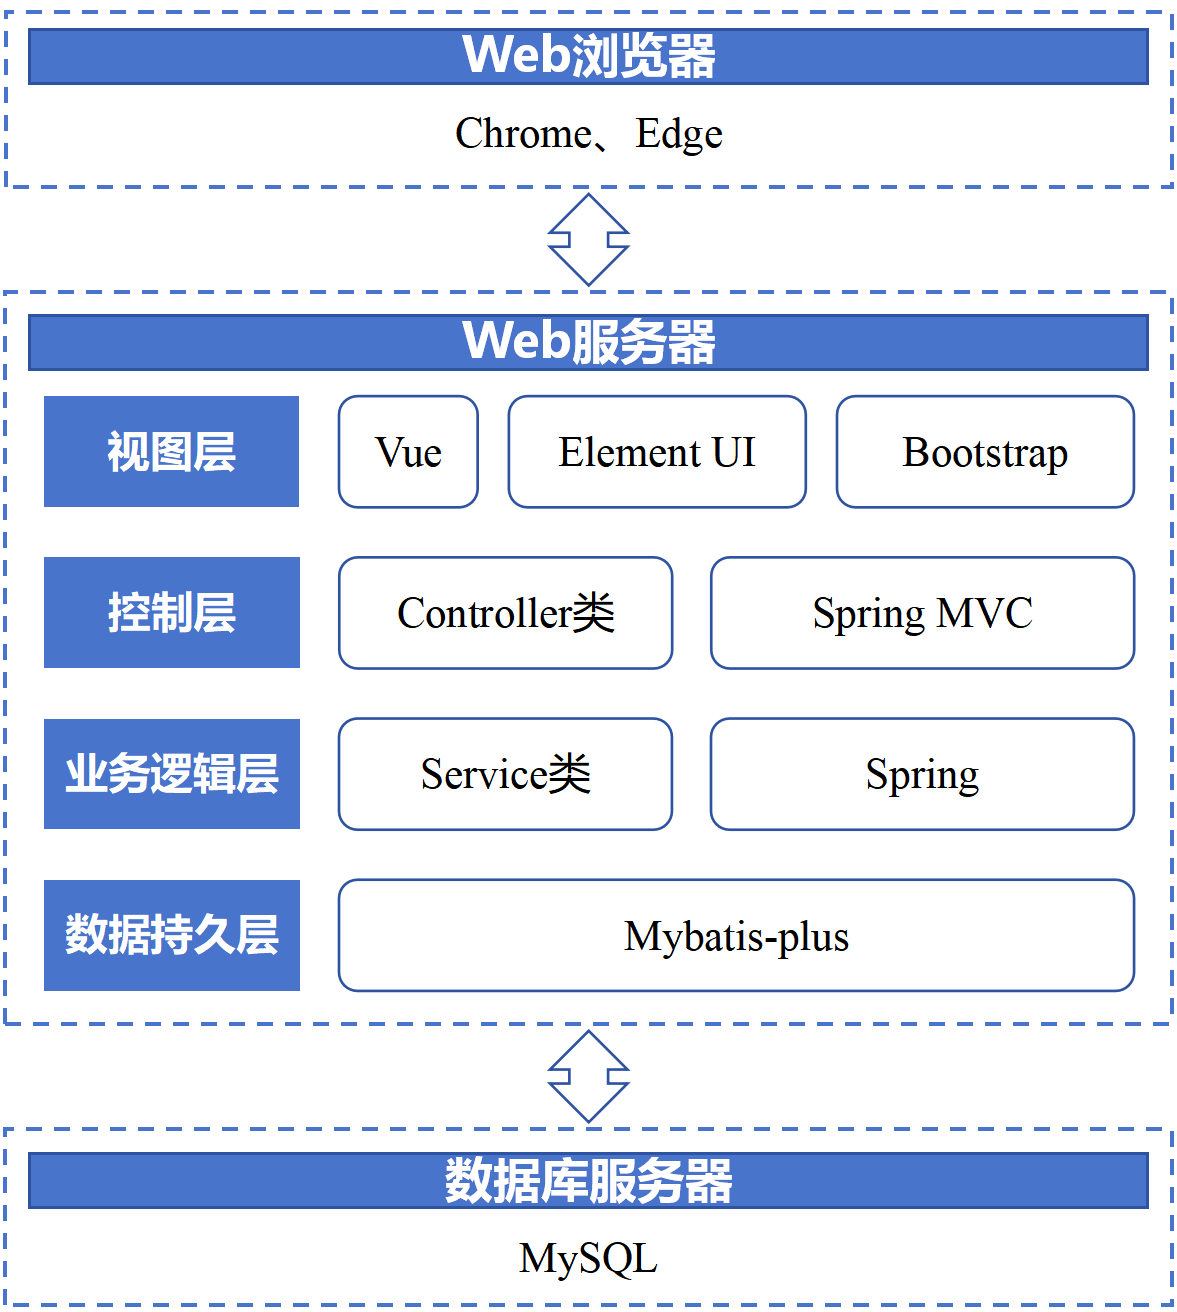 Web浏览器
Chrome、Edge
Web服务器
视图层
Vue
Element UI
Bootstrap
控制层
Controller类
Spring MVC
业务逻辑层
Service类
Spring
数据持久层
Mybatis-plus
数据库服务器
MySQL